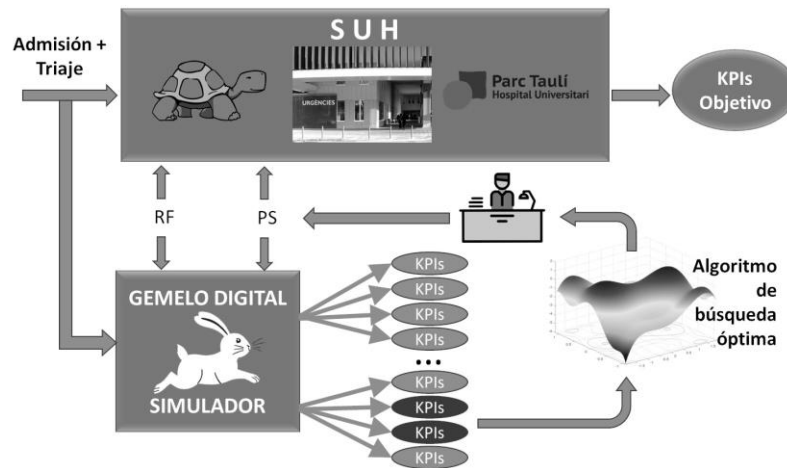 Admisión +
Triaje
SUH
URGÈNCIES
Parc Taulí
Hospital Universitari
KPIs
Objetivo
RF
PS
GEMELO DIGITAL
SIMULADOR
KPIs
KPIs
KPIs
KPIs
...
KPIs
KPIs
KPIs
KPIs
Algoritmo
de
búsqueda
óptima